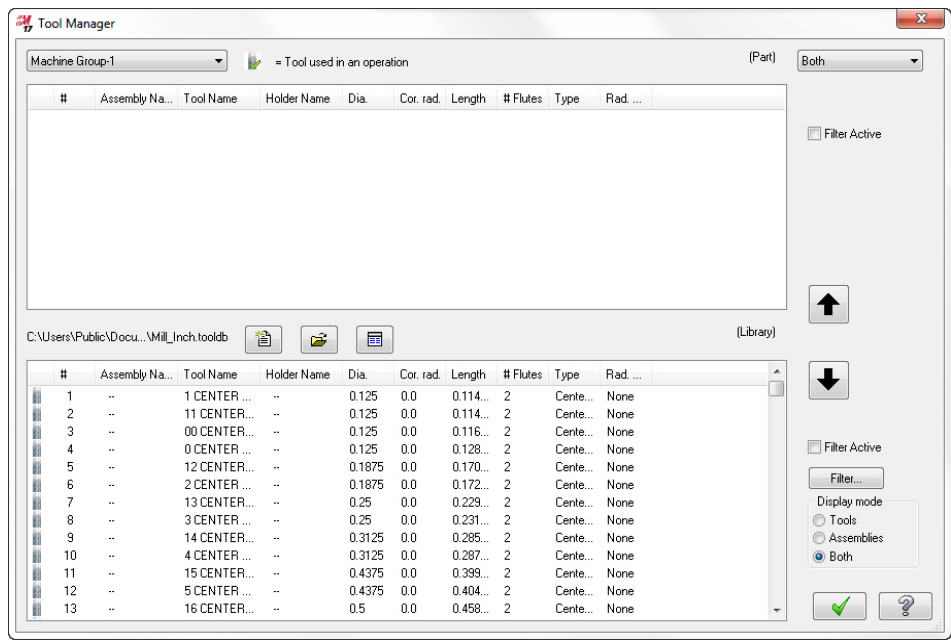 Tool Manager
Machine Group-1 = Tool used in an operation (Part) Both
# Assembly Na... Tool Name Holder Name Dia. Cor. rad. Length # Flutes Type Rad. ...
Filter Active
C:\Users\Public\Docu...\Mill_Inch.tooldb (Library)
# Assembly Na... Tool Name Holder Name Dia. Cor. rad. Length # Flutes Type Rad. ...
1 -- 1 CENTER ... -- 0.125 0.0 0.114... 2 Cente... None
2 -- 11 CENTER... -- 0.125 0.0 0.114... 2 Cente... None
3 -- 00 CENTER... -- 0.125 0.0 0.116... 2 Cente... None
4 -- 0 CENTER... -- 0.125 0.0 0.128... 2 Cente... None
5 -- 12 CENTER... -- 0.1875 0.0 0.170... 2 Cente... None
6 -- 2 CENTER ... -- 0.1875 0.0 0.172... 2 Cente... None
7 -- 13 CENTER... -- 0.25 0.0 0.229... 2 Cente... None
8 -- 3 CENTER ... -- 0.25 0.0 0.231... 2 Cente... None
9 -- 14 CENTER... -- 0.3125 0.0 0.285... 2 Cente... None
10 -- 4 CENTER ... -- 0.3125 0.0 0.287... 2 Cente... None
11 -- 15 CENTER... -- 0.4375 0.0 0.399... 2 Cente... None
12 -- 5 CENTER ... -- 0.4375 0.0 0.404... 2 Cente... None
13 -- 16 CENTER... -- 0.5 0.0 0.458... 2 Cente... None
Filter Active
Filter...
Display mode
Tools
Assemblies
Both